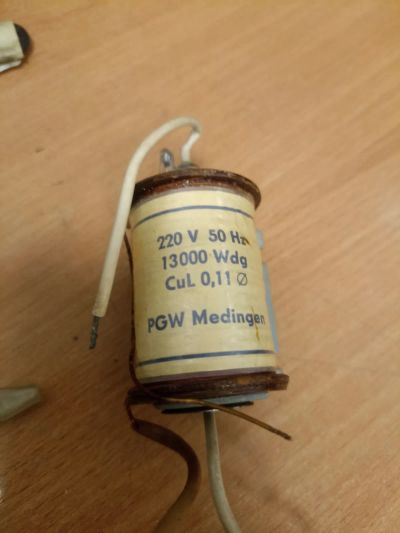 220 V 50 Hz
13000 Wdg
CuL 0,11 ∅
PGW Medingen